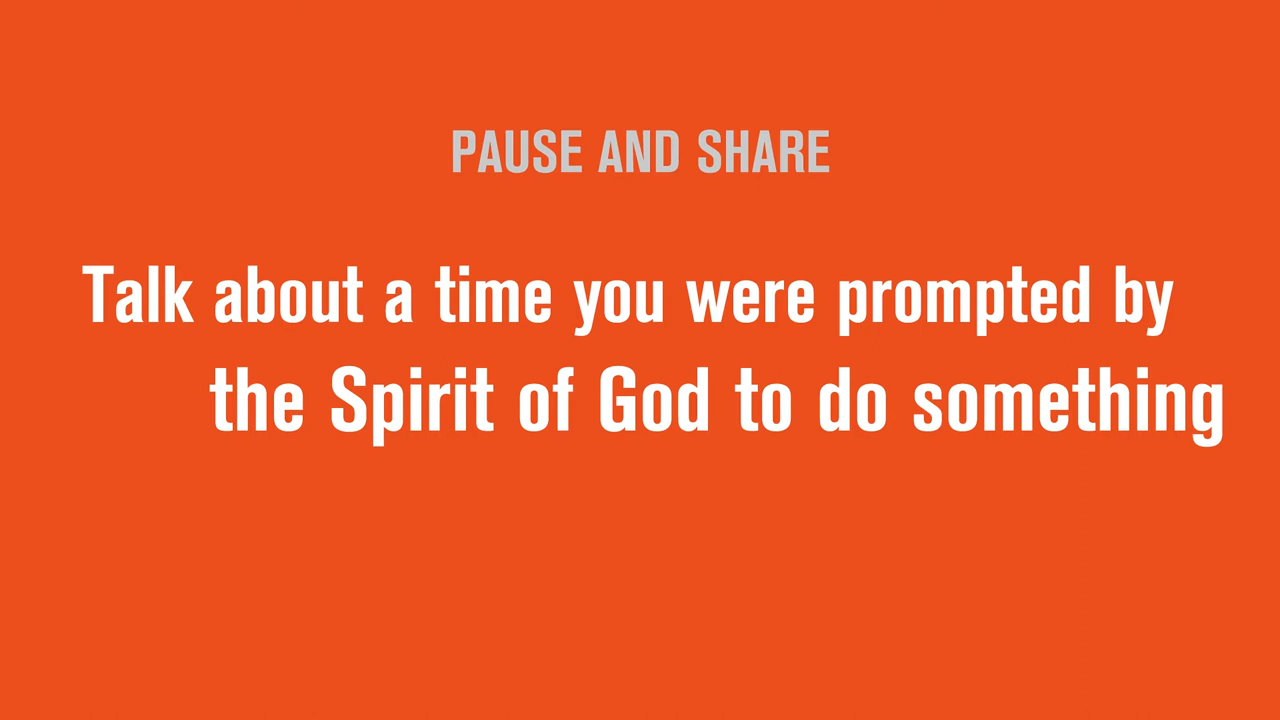 PAUSE AND SHARE
Talk about a time you were prompted by
the Spirit of God to do something